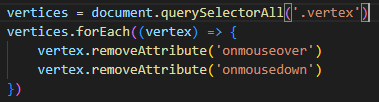 vertices = document.querySelectorAll('.vertex')
vertices.forEach((vertex) => {
    vertex.removeAttribute('onmouseover')
    vertex.removeAttribute('onmousedown')
})